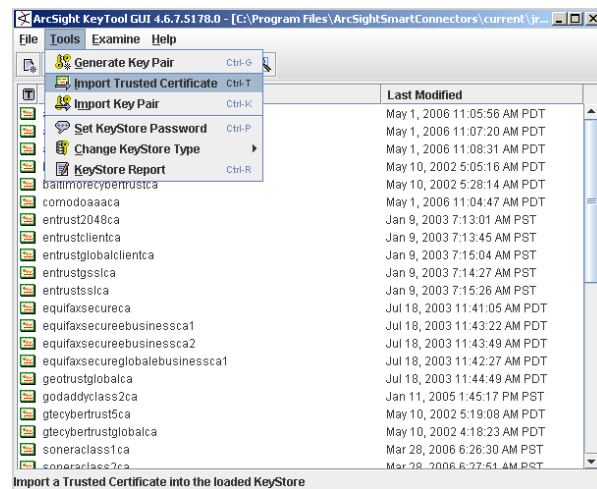 ArcSight KeyTool GUI 4.6.7.5178.0 - [C:\Program Files\ArcSightSmartConnectors\current\jr...
File Tools Examine Help
Generate Key Pair Ctrl-G
Import Trusted Certificate Ctrl-T
Import Key Pair Ctrl-K
Set KeyStore Password Ctrl-P
Change KeyStore Type
KeyStore Report Ctrl-R
T Last Modified
May 1, 2006 11:05:56 AM PDT
May 1, 2006 11:07:20 AM PDT
May 1, 2006 11:08:31 AM PDT
May 10, 2002 5:05:16 AM PDT
baltimorecybertrustca May 10, 2002 5:28:14 AM PDT
comodoaaaca May 1, 2006 11:04:47 AM PDT
entrust2048ca Jan 9, 2003 7:13:01 AM PST
entrustclientca Jan 9, 2003 7:13:45 AM PST
entrustglobalclientca Jan 9, 2003 7:15:04 AM PST
entrustgsslca Jan 9, 2003 7:14:27 AM PST
entrustsslca Jan 9, 2003 7:15:26 AM PST
equifaxsecureca Jul 18, 2003 11:41:05 AM PDT
equifaxsecureebusinessca1 Jul 18, 2003 11:43:22 AM PDT
equifaxsecureebusinessca2 Jul 18, 2003 11:43:49 AM PDT
equifaxsecureglobalebusinessca1 Jul 18, 2003 11:42:27 AM PDT
geotrustglobalca Jul 18, 2003 11:44:49 AM PDT
godaddyclass2ca Jan 11, 2005 1:45:17 PM PST
gtecybertrust5ca May 10, 2002 5:19:08 AM PDT
gtecybertrustglobalca May 10, 2002 4:18:23 AM PDT
soneraclass1ca Mar 28, 2006 6:26:30 AM PST
soneraclass2ca Mar 28, 2006 6:27:51 AM PST
Import a Trusted Certificate into the loaded KeyStore